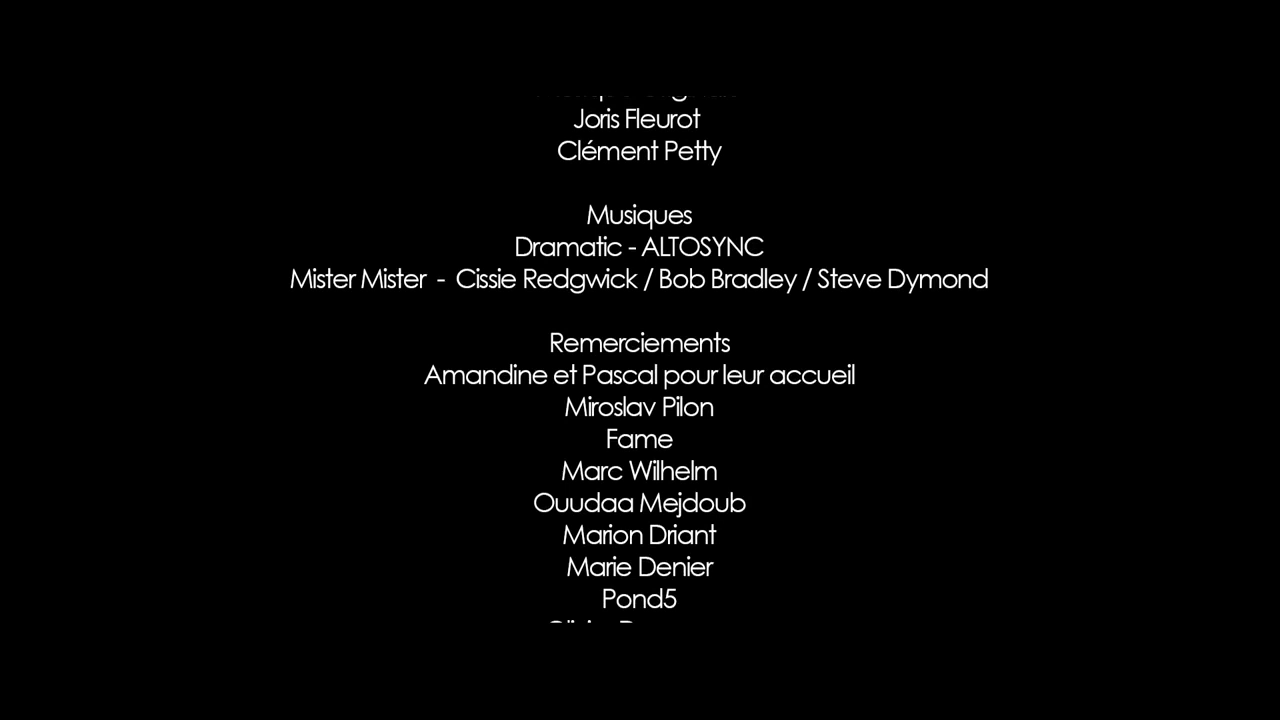 Joris Fleurot
Clément Petty
Musiques
Dramatic - ALTOSYNC
Mister Mister - Cissie Redgwick / Bob Bradley / Steve Dymond
Remerciements
Amandine et Pascal pour leur accueil
Miroslav Pilon
Fame
Marc Wilhelm
Ouudaa Mejdoub
Marion Driant
Marie Denier
Pond5